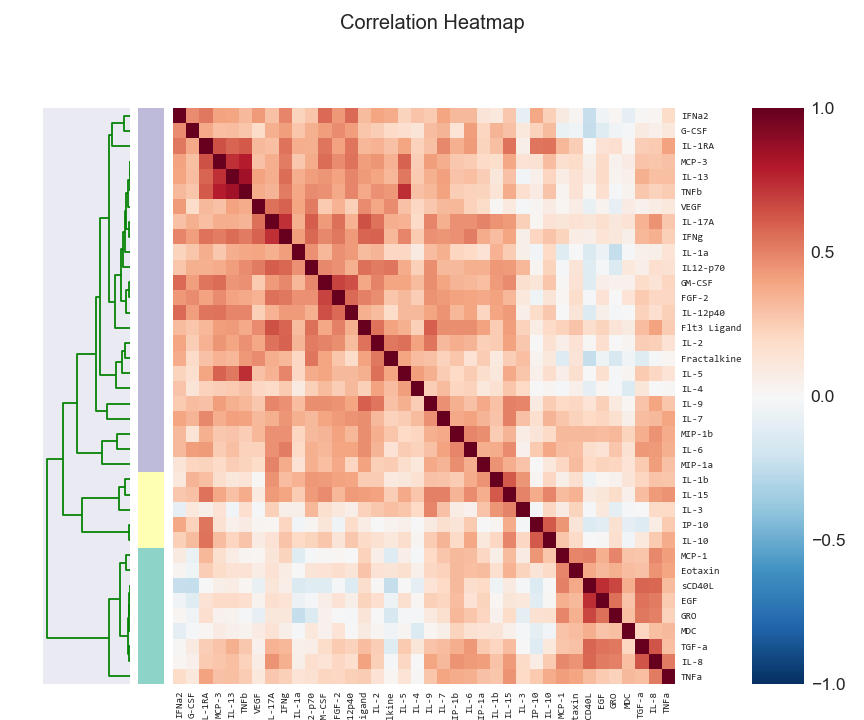 Correlation Heatmap
IFNa2
G-CSF
IL-1RA
MCP-3
IL-13
TNFb
VEGF
IL-17A
IFNg
IL-1a
IL12-p70
GM-CSF
FGF-2
IL-12p40
Flt3 Ligand
IL-2
Fractalkine
IL-5
IL-4
IL-9
IL-7
MIP-1b
IL-6
MIP-1a
IL-1b
IL-15
IL-3
IP-10
IL-10
MCP-1
Eotaxin
sCD40L
EGF
GRO
MDC
TGF-a
IL-8
TNFa
1.0
0.5
0.0
−0.5
−1.0
IFNa2
G-CSF
L-1RA
MCP-3
IL-13
TNFb
VEGF
L-17A
IFNg
IL-1a
2-p70
M-CSF
FGF-2
12p40
igand
IL-2
lkine
IL-5
IL-4
IL-9
IL-7
IP-1b
IL-6
IP-1a
IL-1b
IL-15
IL-3
IP-10
IL-10
MCP-1
taxin
CD40L
EGF
GRO
MDC
TGF-a
IL-8
TNFa